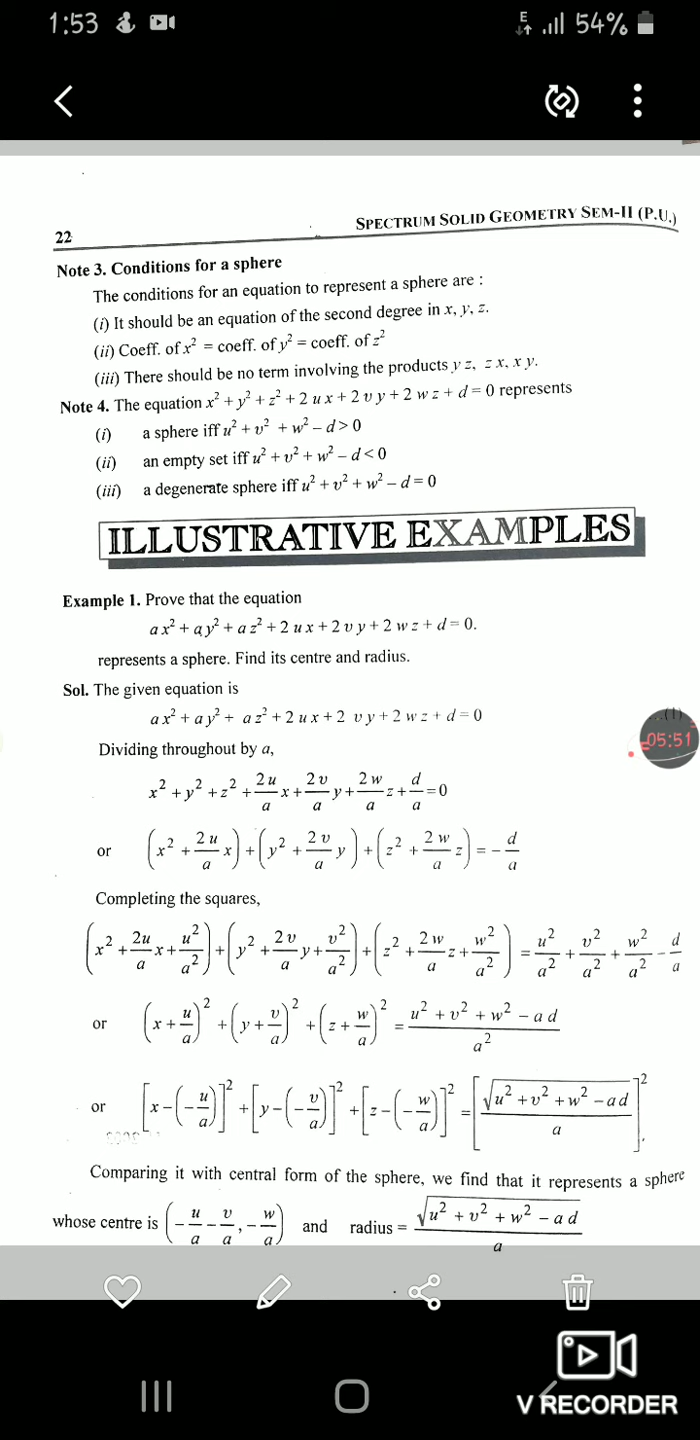 1:53
E 54%
22
SPECTRUM SOLID GEOMETRY SEM-II (P.U.)
Note 3. Conditions for a sphere
The conditions for an equation to represent a sphere are :
(i) It should be an equation of the second degree in x, y, z.
(ii) Coeff. of x² = coeff. of y² = coeff. of z²
(iii) There should be no term involving the products y z, z x, x y.
Note 4. The equation x² + y² + z² + 2 u x + 2 v y + 2 w z + d = 0 represents
(i) a sphere iff u² + v² + w² – d > 0
(ii) an empty set iff u² + v² + w² – d < 0
(iii) a degenerate sphere iff u² + v² + w² – d = 0
ILLUSTRATIVE EXAMPLES
Example 1. Prove that the equation
a x² + a y² + a z² + 2 u x + 2 v y + 2 w z + d = 0.
represents a sphere. Find its centre and radius.
Sol. The given equation is
a x² + a y² + a z² + 2 u x + 2 v y + 2 w z + d = 0 ...(1)
05:51
Dividing throughout by a,
x² + y² + z² + 2u/a x + 2v/a y + 2w/a z + d/a = 0
or (x² + 2u/a x) + (y² + 2v/a y) + (z² + 2w/a z) = – d/a
Completing the squares,
(x² + 2u/a x + u²/a²) + (y² + 2v/a y + v²/a²) + (z² + 2w/a z + w²/a²) = u²/a² + v²/a² + w²/a² – d/a
or (x + u/a)² + (y + v/a)² + (z + w/a)² = (u² + v² + w² – a d)/a²
or [x – (– u/a)]² + [y – (– v/a)]² + [z – (– w/a)]² = [√(u² + v² + w² – a d)/a]².
Comparing it with central form of the sphere, we find that it represents a sphere
whose centre is (– u/a – v/a, – w/a) and radius = √(u² + v² + w² – a d)/a
V RECORDER